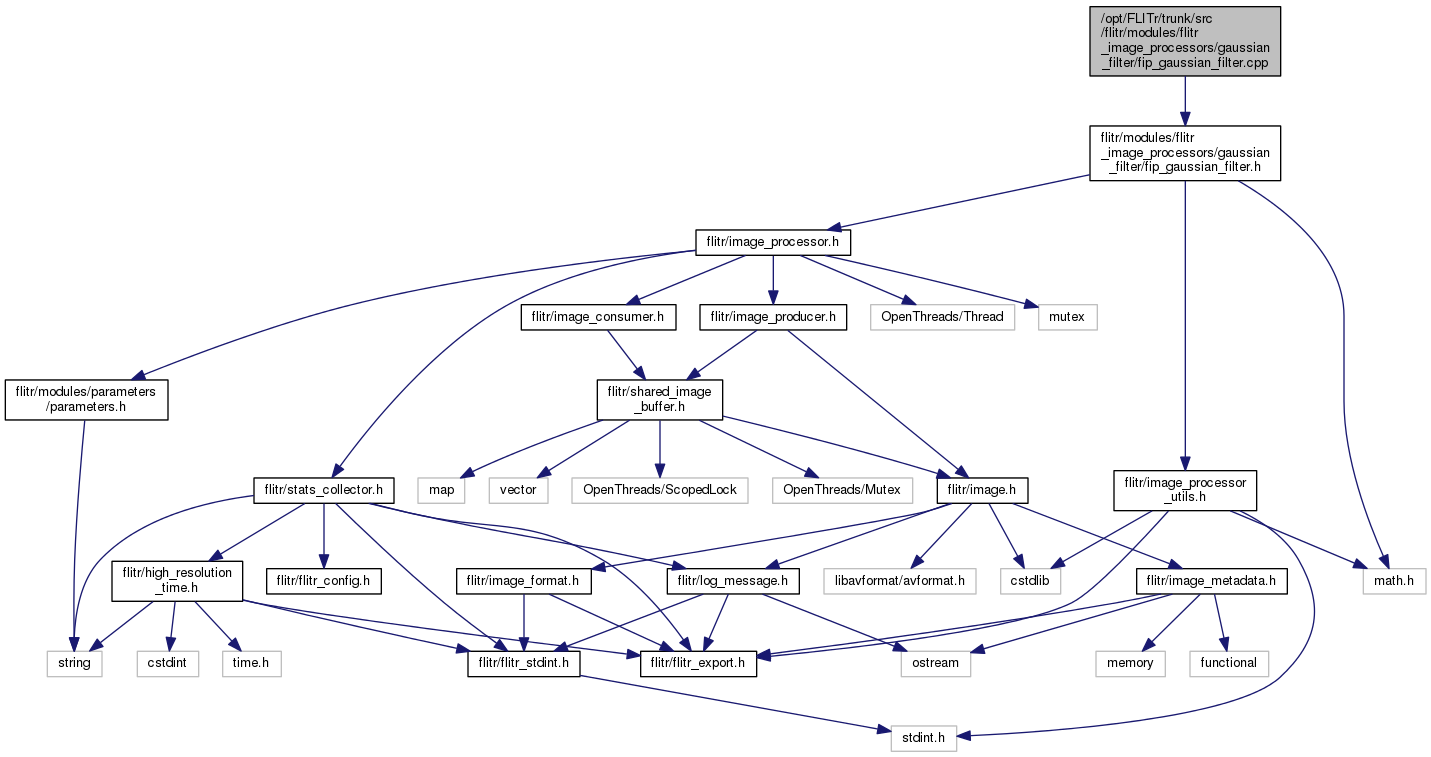 /opt/FLITr/trunk/src
/flitr/modules/flitr
_image_processors/gaussian
_filter/fip_gaussian_filter.cpp
flitr/modules/flitr
_image_processors/gaussian
_filter/fip_gaussian_filter.h
flitr/image_processor.h
flitr/image_consumer.h
flitr/image_producer.h
OpenThreads/Thread
mutex
flitr/modules/parameters
/parameters.h
flitr/shared_image
_buffer.h
flitr/stats_collector.h
map
vector
OpenThreads/ScopedLock
OpenThreads/Mutex
flitr/image.h
flitr/image_processor
_utils.h
flitr/high_resolution
_time.h
flitr/flitr_config.h
flitr/image_format.h
flitr/log_message.h
libavformat/avformat.h
cstdlib
flitr/image_metadata.h
math.h
string
cstdint
time.h
flitr/flitr_stdint.h
flitr/flitr_export.h
ostream
memory
functional
stdint.h